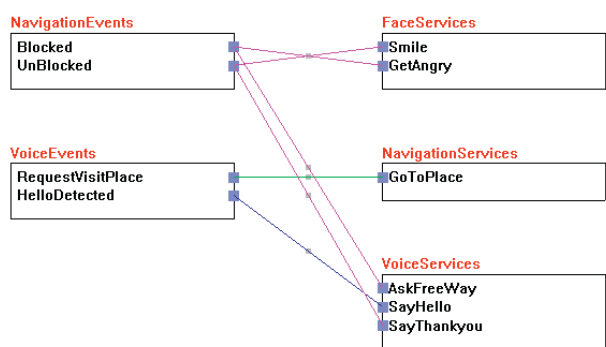 NavigationEvents
Blocked
UnBlocked
FaceServices
Smile
GetAngry
VoiceEvents
RequestVisitPlace
HelloDetected
NavigationServices
GoToPlace
VoiceServices
AskFreeWay
SayHello
SayThankyou